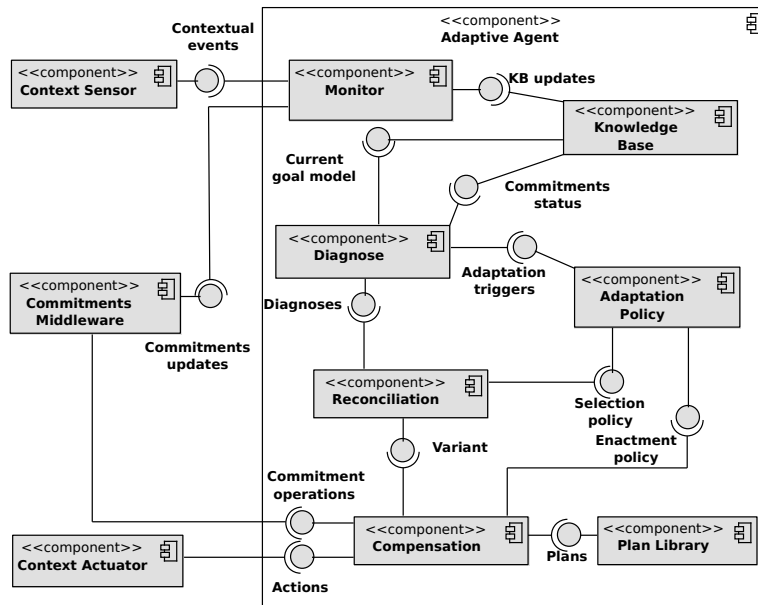 <<component>>
Adaptive Agent
Contextual
events
<<component>>
Context Sensor
<<component>>
Monitor
KB updates
<<component>>
Knowledge
Base
Current
goal model
Commitments
status
<<component>>
Diagnose
Adaptation
triggers
<<component>>
Commitments
Middleware
<<component>>
Adaptation
Policy
Diagnoses
Commitments
updates
<<component>>
Reconciliation
Selection
policy
Variant
Enactment
policy
Commitment
operations
<<component>>
Compensation
Plans
<<component>>
Plan Library
<<component>>
Context Actuator
Actions